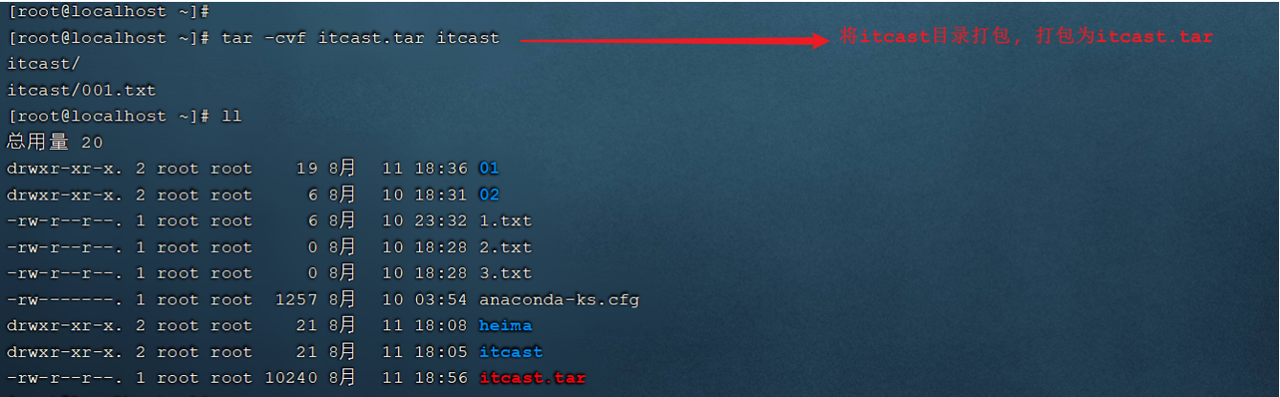 [root@localhost ~]#
[root@localhost ~]# tar -cvf itcast.tar itcast 将itcast目录打包, 打包为itcast.tar
itcast/
itcast/001.txt
[root@localhost ~]# ll
总用量 20
drwxr-xr-x. 2 root root    19 8月  11 18:36 01
drwxr-xr-x. 2 root root     6 8月  10 18:31 02
-rw-r--r--. 1 root root     6 8月  10 23:32 1.txt
-rw-r--r--. 1 root root     0 8月  10 18:28 2.txt
-rw-r--r--. 1 root root     0 8月  10 18:28 3.txt
-rw-------. 1 root root  1257 8月  10 03:54 anaconda-ks.cfg
drwxr-xr-x. 2 root root    21 8月  11 18:08 heima
drwxr-xr-x. 2 root root    21 8月  11 18:05 itcast
-rw-r--r--. 1 root root 10240 8月  11 18:56 itcast.tar